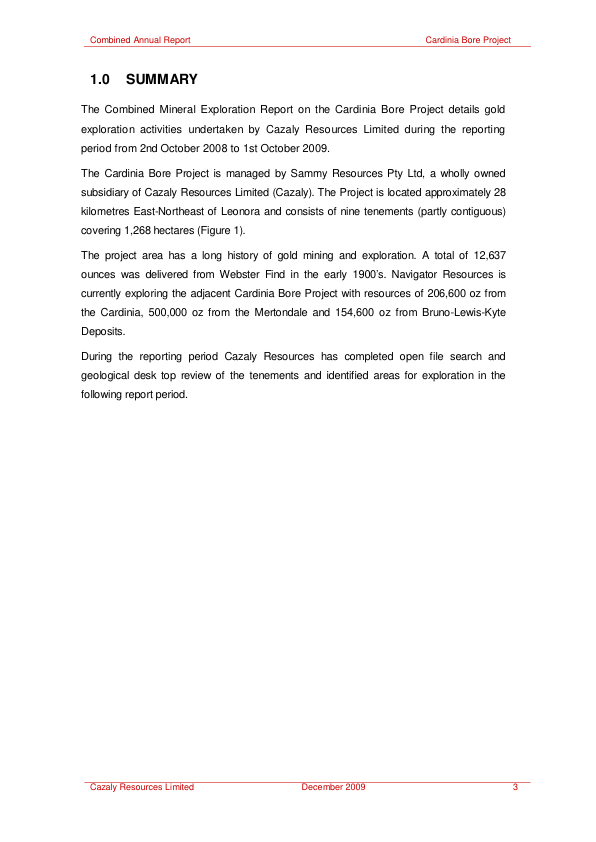 Combined Annual Report Cardinia Bore Project
1.0 SUMMARY
The Combined Mineral Exploration Report on the Cardinia Bore Project details gold
exploration activities undertaken by Cazaly Resources Limited during the reporting
period from 2nd October 2008 to 1st October 2009.
The Cardinia Bore Project is managed by Sammy Resources Pty Ltd, a wholly owned
subsidiary of Cazaly Resources Limited (Cazaly). The Project is located approximately 28
kilometres East-Northeast of Leonora and consists of nine tenements (partly contiguous)
covering 1,268 hectares (Figure 1).
The project area has a long history of gold mining and exploration. A total of 12,637
ounces was delivered from Webster Find in the early 1900's. Navigator Resources is
currently exploring the adjacent Cardinia Bore Project with resources of 206,600 oz from
the Cardinia, 500,000 oz from the Mertondale and 154,600 oz from Bruno-Lewis-Kyte
Deposits.
During the reporting period Cazaly Resources has completed open file search and
geological desk top review of the tenements and identified areas for exploration in the
following report period.
Cazaly Resources Limited December 2009 3